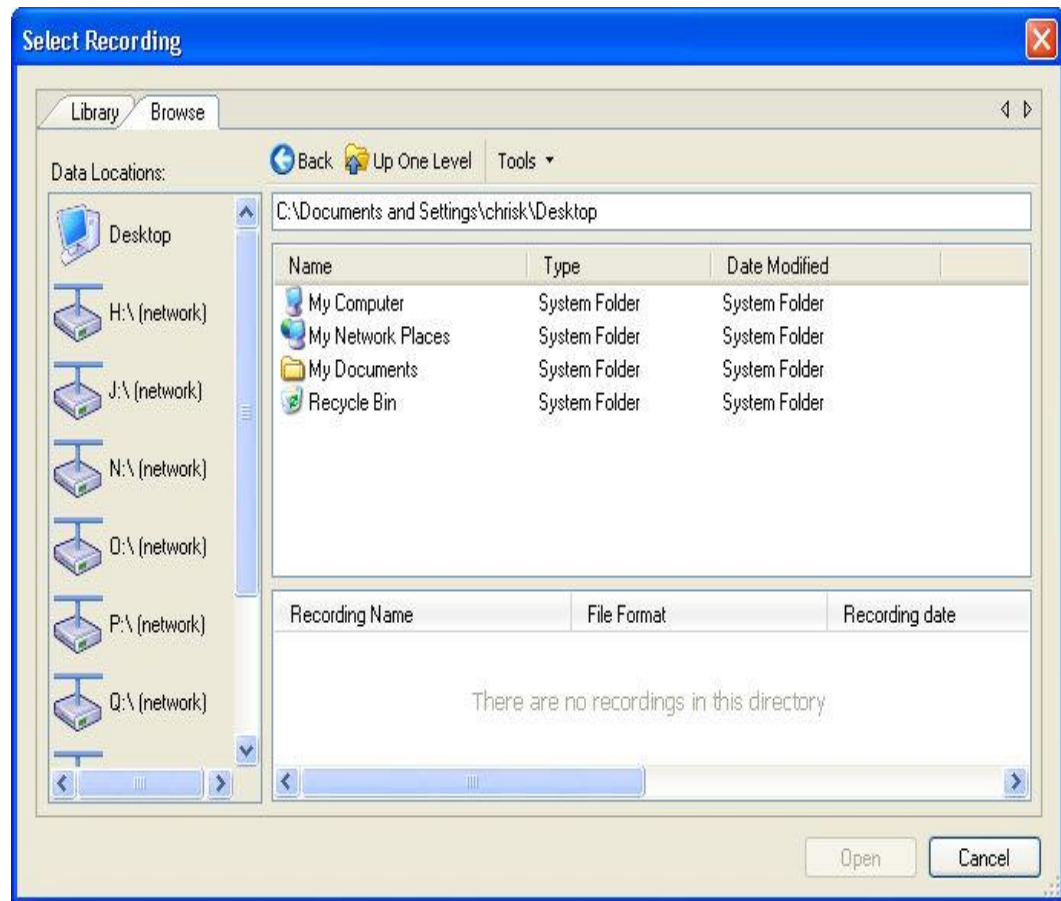 Select Recording
Library Browse
Data Locations:
Back Up One Level Tools
C:\Documents and Settings\chrisk\Desktop
Desktop
H:\ (network)
J:\ (network)
N:\ (network)
O:\ (network)
P:\ (network)
Q:\ (network)
Name Type Date Modified
My Computer System Folder System Folder
My Network Places System Folder System Folder
My Documents System Folder System Folder
Recycle Bin System Folder System Folder
Recording Name File Format Recording date
There are no recordings in this directory
Open Cancel